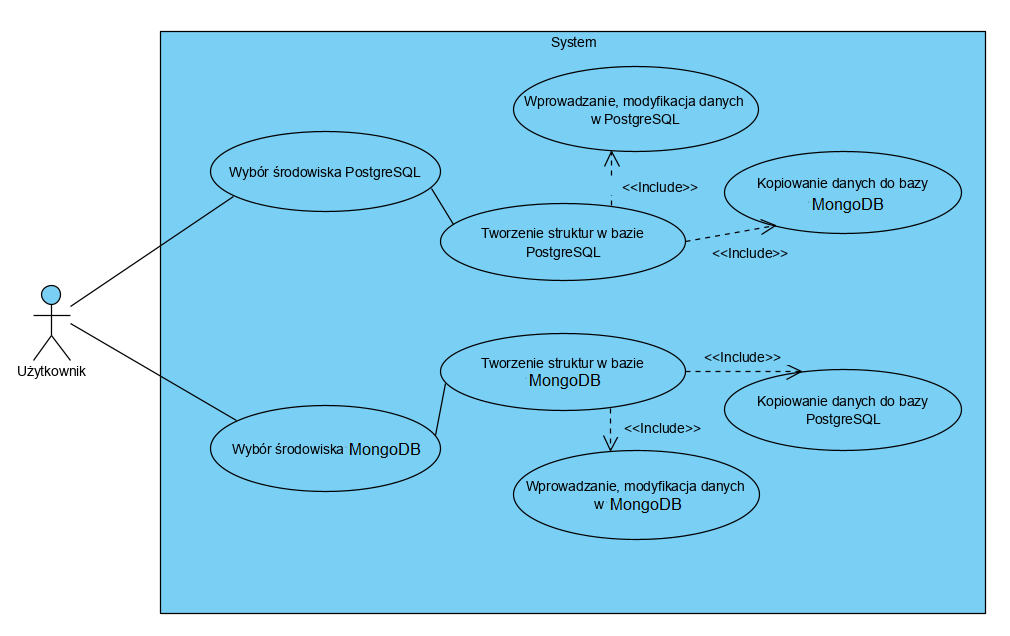 System
Wprowadzanie, modyfikacja danych
w PostgreSQL
Wybór środowiska PostgreSQL
<<Include>>
Kopiowanie danych do bazy
MongoDB
Tworzenie struktur w bazie
PostgreSQL
<<Include>>
Użytkownik
Tworzenie struktur w bazie
MongoDB
<<Include>>
Kopiowanie danych do bazy
PostgreSQL
<<Include>>
Wybór środowiska MongoDB
Wprowadzanie, modyfikacja danych
w MongoDB